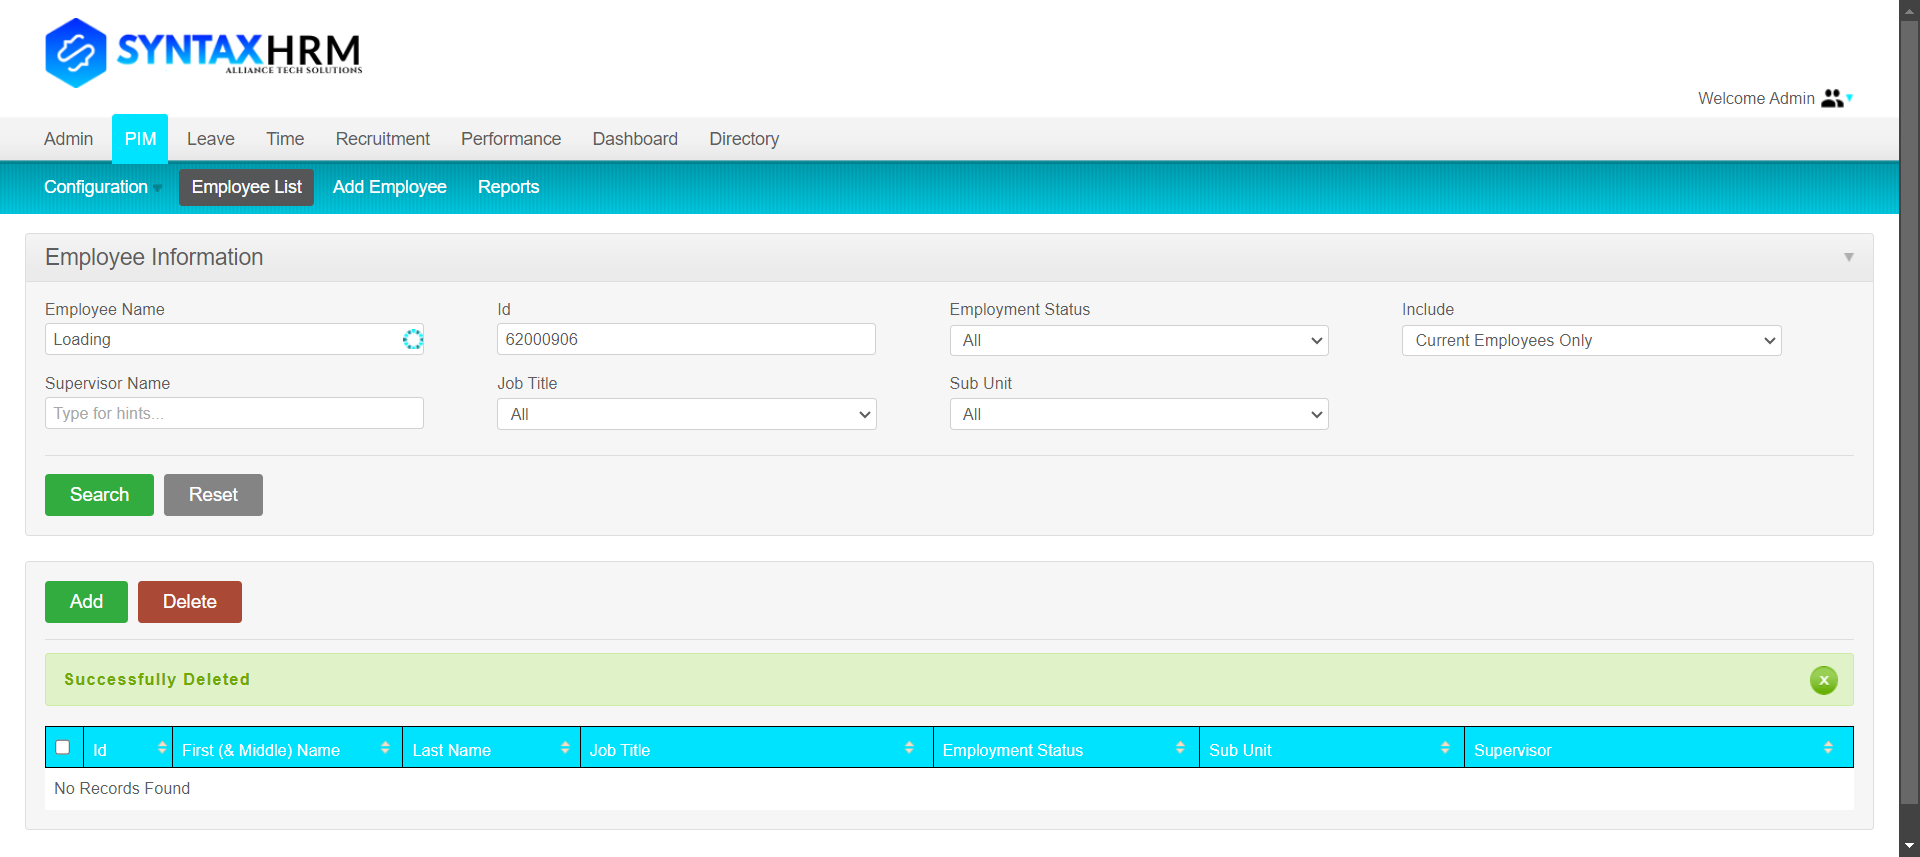 SYNTAXHRM
ALLIANCE TECH SOLUTIONS
Welcome Admin
Admin PIM Leave Time Recruitment Performance Dashboard Directory
Configuration Employee List Add Employee Reports
Employee Information
Employee Name Id Employment Status Include
Loading 62000906 All Current Employees Only
Supervisor Name Job Title Sub Unit
Type for hints... All All
Search Reset
Add Delete
Successfully Deleted x
Id First (& Middle) Name Last Name Job Title Employment Status Sub Unit Supervisor
No Records Found